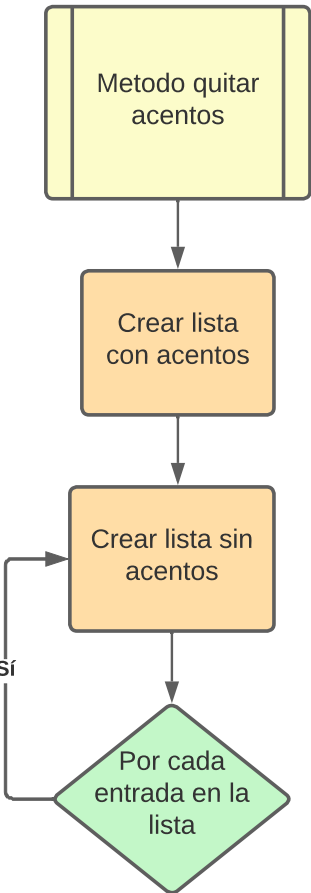 Metodo quitar
acentos
Crear lista
con acentos
Crear lista sin
acentos
Sí
Por cada
entrada en la
lista